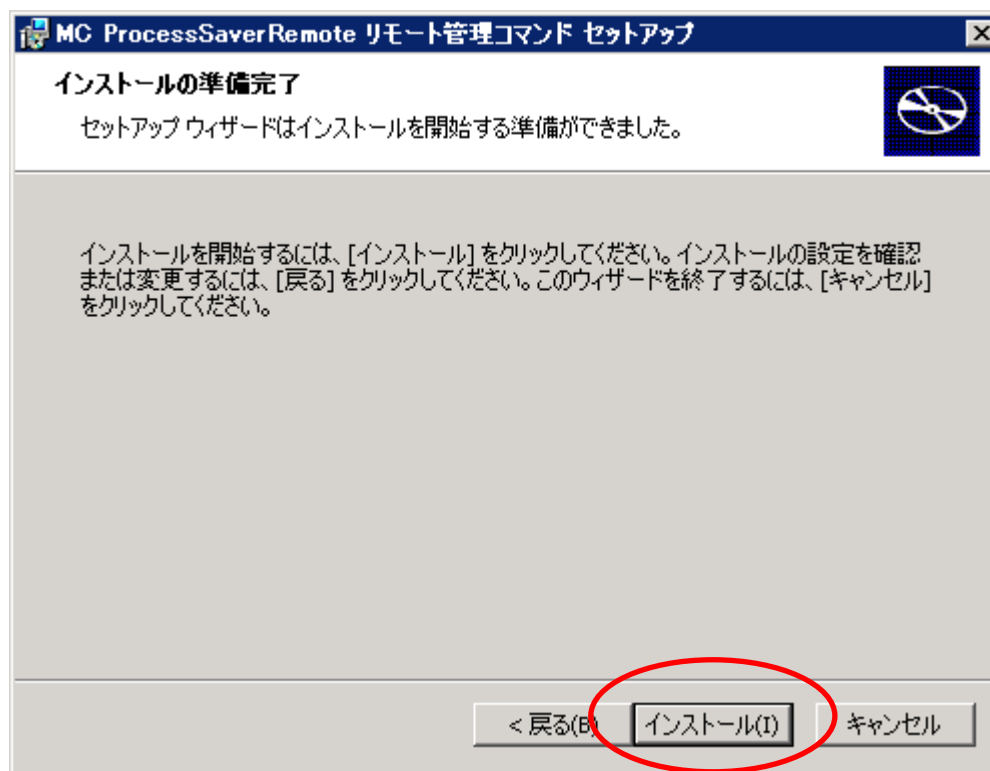 MC ProcessSaverRemote リモート管理コマンド セットアップ
インストールの準備完了
セットアップ ウィザードはインストールを開始する準備ができました。
インストールを開始するには、[インストール] をクリックしてください。インストールの設定を確認
または変更するには、[戻る] をクリックしてください。このウィザードを終了するには、[キャンセル]
をクリックしてください。
< 戻る(B) インストール(I) キャンセル